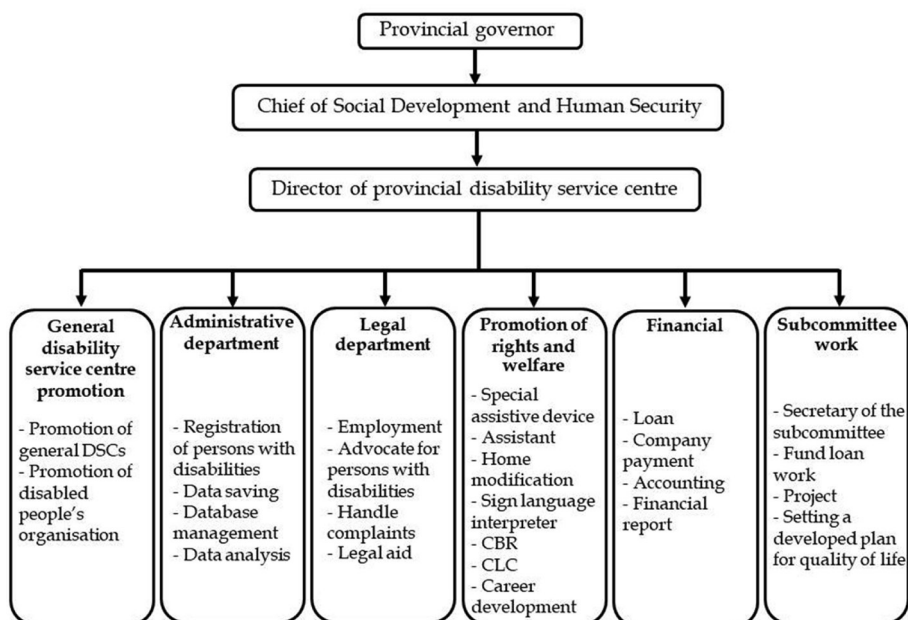 Provincial governor
Chief of Social Development and Human Security
Director of provincial disability service centre
General
disability
service centre
promotion
- Promotion of
general DSCs
- Promotion of
disabled
people's
organisation
Administrative
department
- Registration
of persons with
disabilities
- Data saving
- Database
management
- Data analysis
Legal
department
- Employment
- Advocate for
persons with
disabilities
- Handle
complaints
- Legal aid
Promotion of
rights and
welfare
- Special
assistive device
- Assistant
- Home
modification
- Sign language
interpreter
- CBR
- CLC
- Career
development
Financial
- Loan
- Company
payment
- Accounting
- Financial
report
Subcommittee
work
- Secretary of the
subcommittee
- Fund loan
work
- Project
- Setting a
developed plan
for quality of life